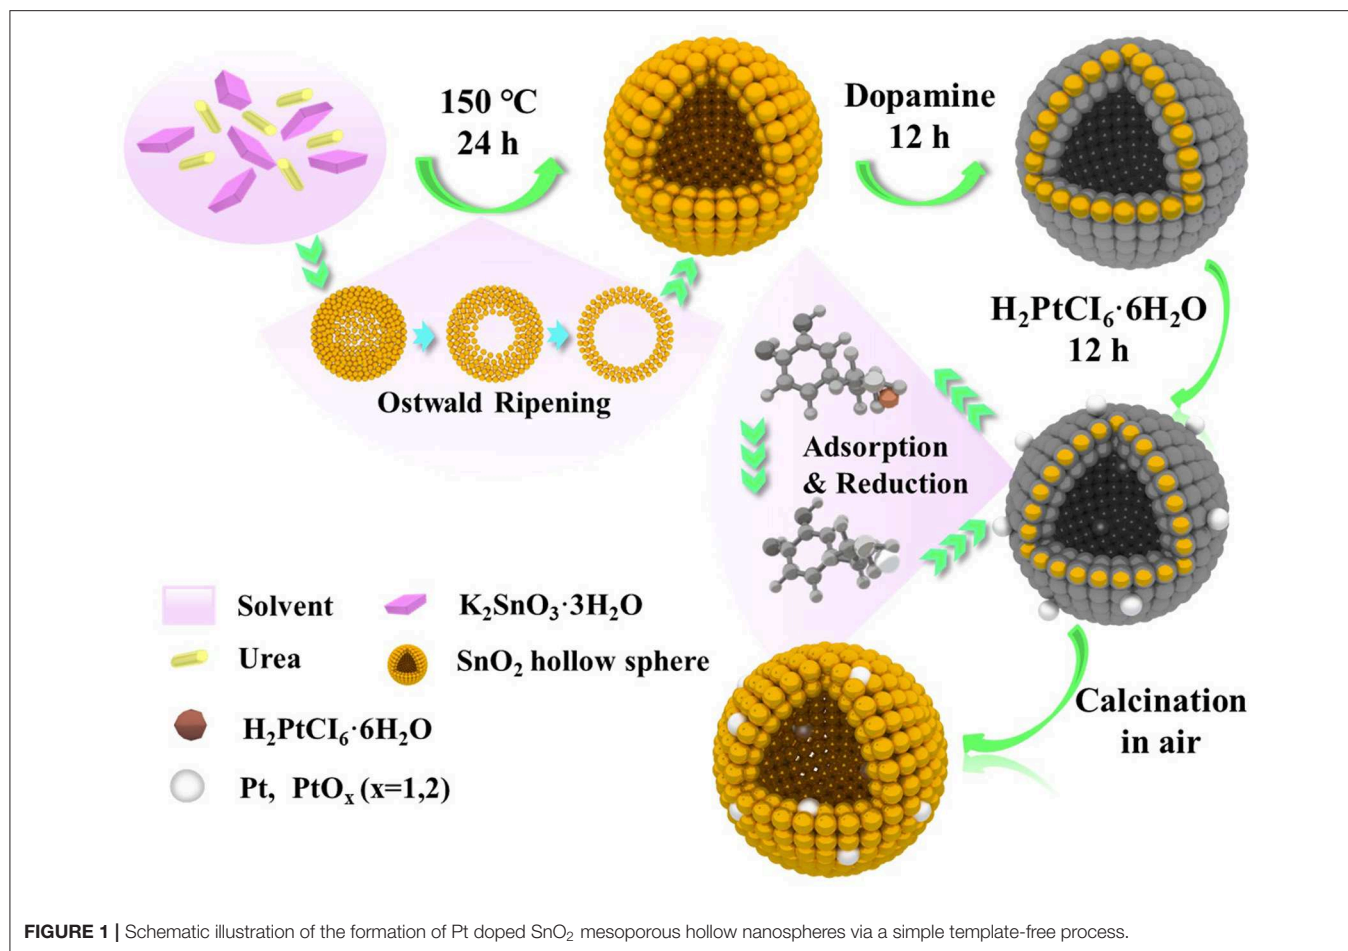 150 °C
24 h
Dopamine
12 h
H₂PtCI₆·6H₂O
12 h
Ostwald Ripening
Adsorption
& Reduction
Solvent
K₂SnO₃·3H₂O
Urea
SnO₂ hollow sphere
H₂PtCI₆·6H₂O
Pt, PtOₓ (x=1,2)
Calcination
in air
FIGURE 1 | Schematic illustration of the formation of Pt doped SnO₂ mesoporous hollow nanospheres via a simple template-free process.